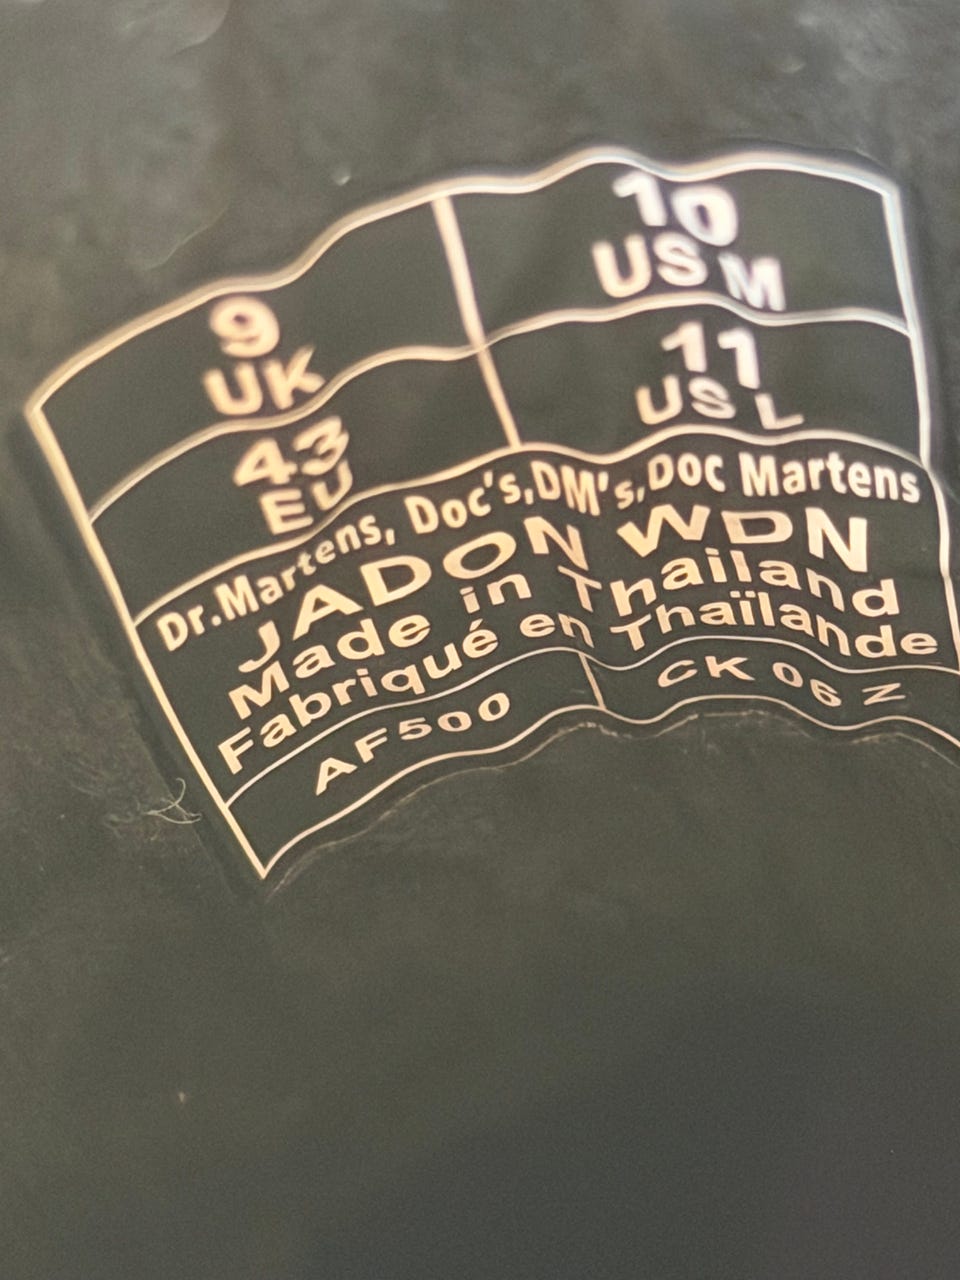 9
UK
10
US M
43
EU
11
US L
Dr.Martens, Doc's,DM's,Doc Martens
JADON WDN
Made in Thailand
Fabriqué en Thaïlande
AF500
CK 06 Z